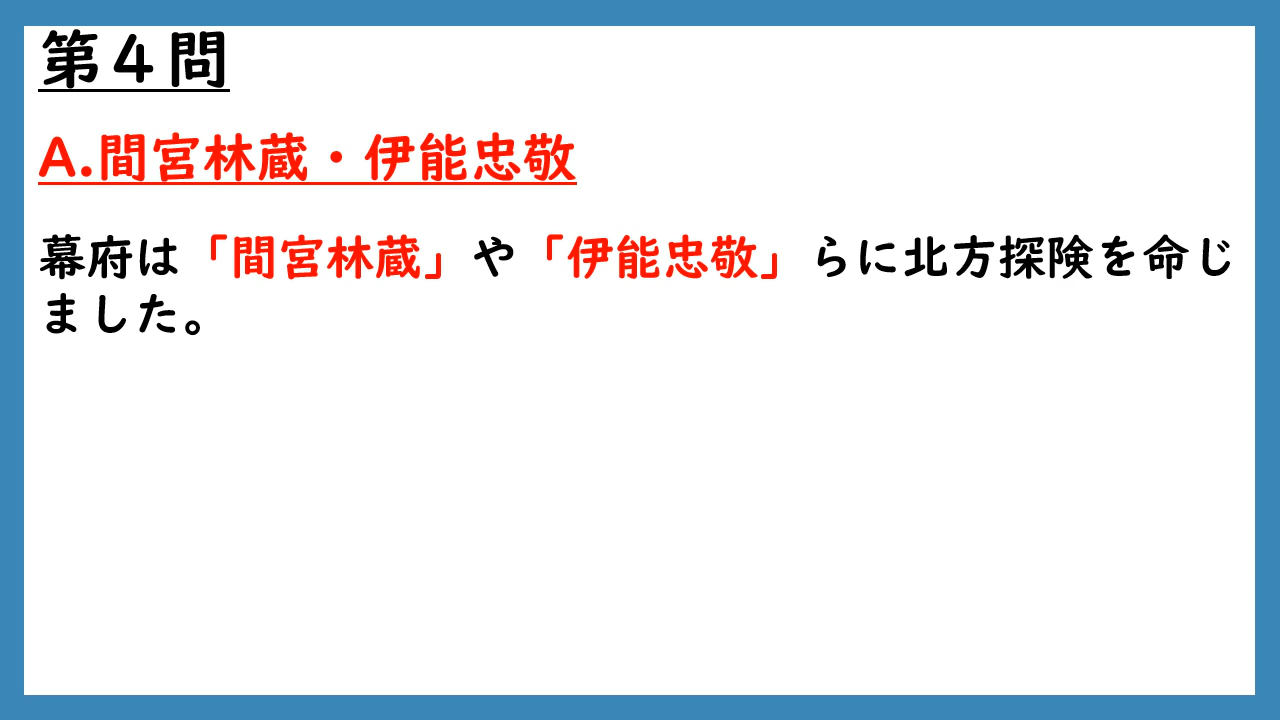 第４問
A.間宮林蔵・伊能忠敬
幕府は「間宮林蔵」や「伊能忠敬」らに北方探険を命じ
ました。